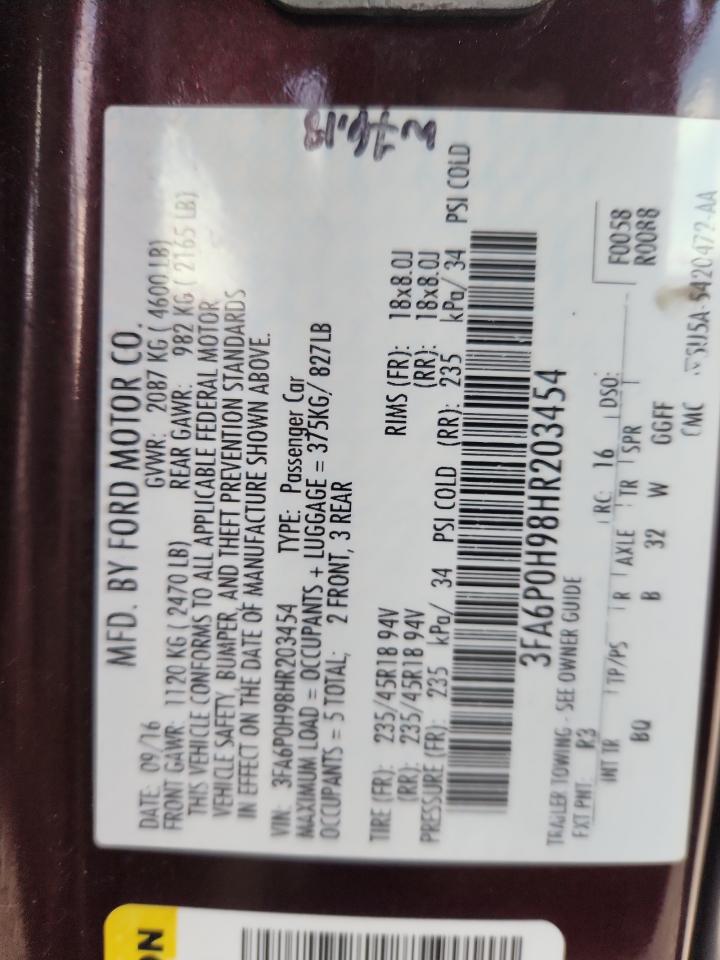 MFD. BY FORD MOTOR CO.
DATE: 09/16 GVWR: 2087 KG ( 4600 LB)
FRONT GAWR: 1120 KG ( 2470 LB) REAR GAWR: 982 KG ( 2165 LB)
THIS VEHICLE CONFORMS TO ALL APPLICABLE FEDERAL MOTOR
VEHICLE SAFETY, BUMPER, AND THEFT PREVENTION STANDARDS
IN EFFECT ON THE DATE OF MANUFACTURE SHOWN ABOVE.
VIN: 3FA6P0H98HR203454 TYPE: Passenger Car
MAXIMUM LOAD = OCCUPANTS + LUGGAGE = 375KG/ 827LB
OCCUPANTS = 5 TOTAL; 2 FRONT, 3 REAR
TIRE (FR): 235/45R18 94V RIMS (FR): 18x8.0J
(RR): 235/45R18 94V (RR): 18x8.0J
PRESSURE (FR): 235 kPa/ 34 PSI COLD (RR): 235 kPa/ 34 PSI COLD
3FA6P0H98HR203454
TRAILER TOWING - SEE OWNER GUIDE
EXT PNT: R3 RC: 16 DSO: F0058
R0088
INT TR TP/PS R AXLE TR SPR
BQ B 32 W GGFF
CMC 5U5A-5420472-AA
ON